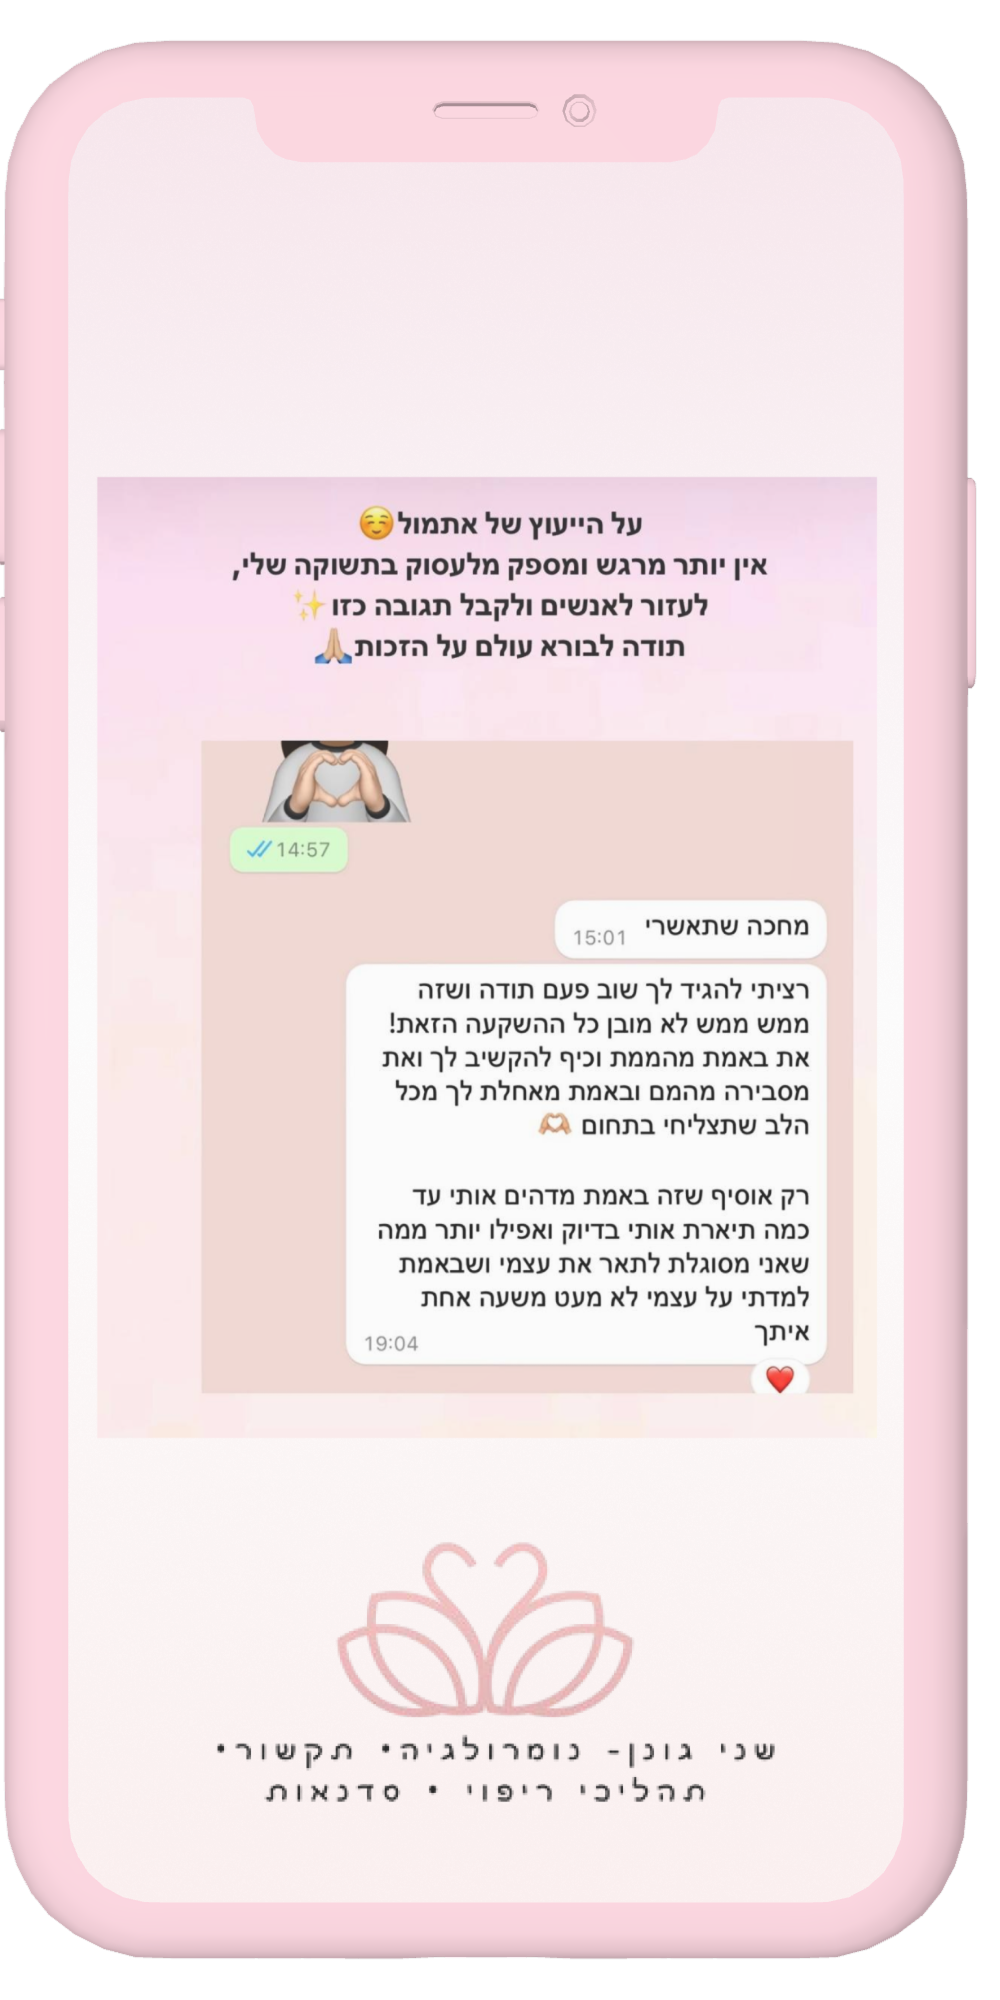 על הייעוץ של אתמול☺️
אין יותר מרגש ומספק מלעסוק בתשוקה שלי,
לעזור לאנשים ולקבל תגובה כזו✨
תודה לבורא עולם על הזכות🙏🏼
14:57
מחכה שתאשרי
15:01
רציתי להגיד לך שוב פעם תודה ושזה
ממש ממש לא מובן כל ההשקעה הזאת!
את באמת מהממת וכיף להקשיב לך ואת
מסבירה מהמם ובאמת מאחלת לך מכל
הלב שתצליחי בתחום 🫶🏼
רק אוסיף שזה באמת מדהים אותי עד
כמה תיארת אותי בדיוק ואפילו יותר ממה
שאני מסוגלת לתאר את עצמי ושבאמת
למדתי על עצמי לא מעט משעה אחת
איתך
19:04
❤️
שני גונן- נומרולגיה• תקשור•
תהליכי ריפוי • סדנאות